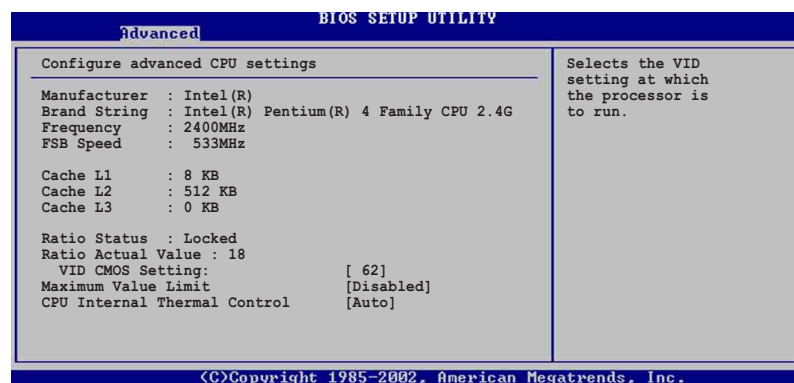 BIOS SETUP UTILITY
Advanced
Configure advanced CPU settings
Manufacturer : Intel(R)
Brand String : Intel(R) Pentium(R) 4 Family CPU 2.4G
Frequency : 2400MHz
FSB Speed : 533MHz
Cache L1 : 8 KB
Cache L2 : 512 KB
Cache L3 : 0 KB
Ratio Status : Locked
Ratio Actual Value : 18
VID CMOS Setting: [ 62]
Maximum Value Limit [Disabled]
CPU Internal Thermal Control [Auto]
Selects the VID
setting at which
the processor is
to run.
(C)Copyright 1985-2002, American Megatrends, Inc.